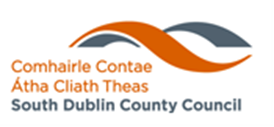 Comhairle Contae
Átha Cliath Theas
South Dublin County Council